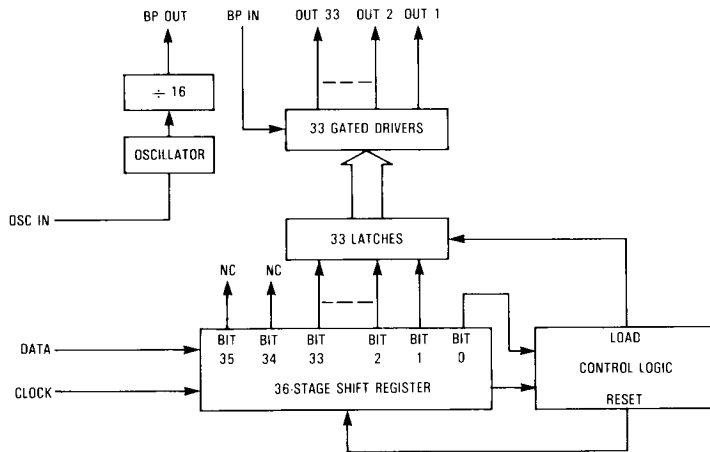 BP OUT BP IN OUT 33 OUT 2 OUT 1
÷ 16
33 GATED DRIVERS
OSCILLATOR
OSC IN
33 LATCHES
NC NC
BIT 35 BIT 34 BIT 33 BIT 2 BIT 1 BIT 0
LOAD
DATA
CONTROL LOGIC
36-STAGE SHIFT REGISTER
CLOCK
RESET